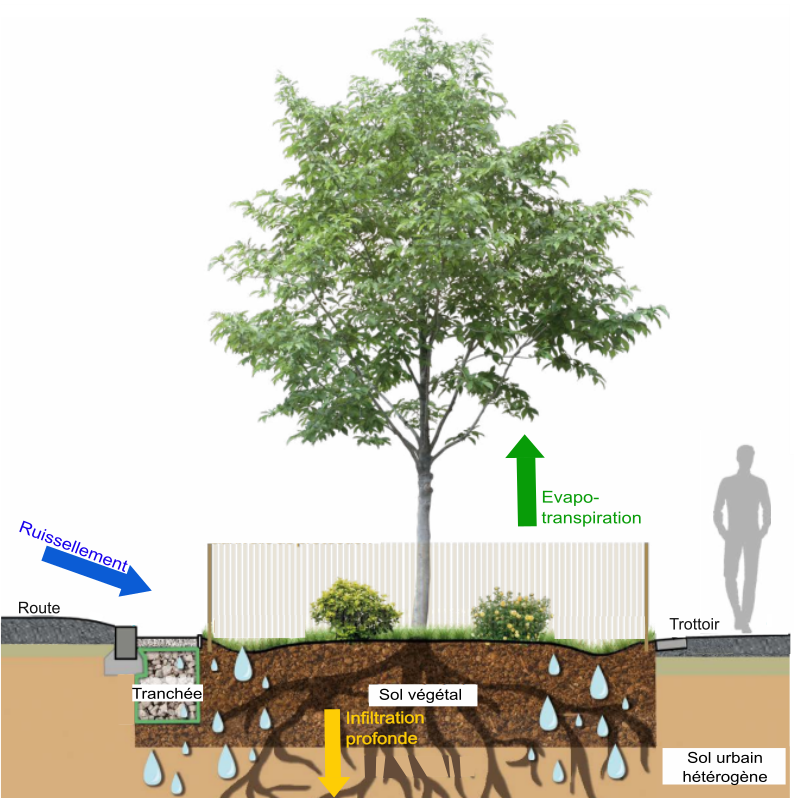 Evapo-
transpiration
Ruissellement
Route
Trottoir
Tranchée
Sol végétal
Infiltration
profonde
Sol urbain
hétérogène